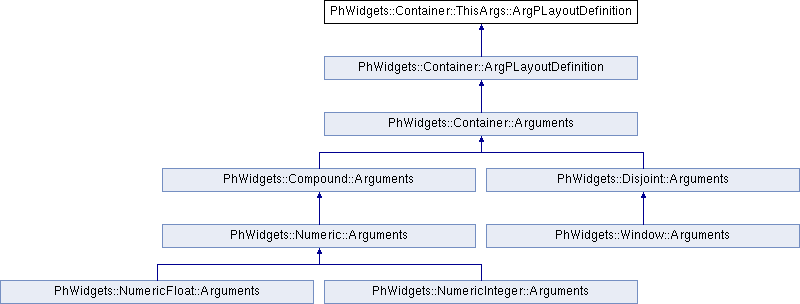 PhWidgets::Container::ThisArgs::ArgPLayoutDefinition
PhWidgets::Container::ArgPLayoutDefinition
PhWidgets::Container::Arguments
PhWidgets::Compound::Arguments
PhWidgets::Disjoint::Arguments
PhWidgets::Numeric::Arguments
PhWidgets::Window::Arguments
PhWidgets::NumericFloat::Arguments
PhWidgets::NumericInteger::Arguments